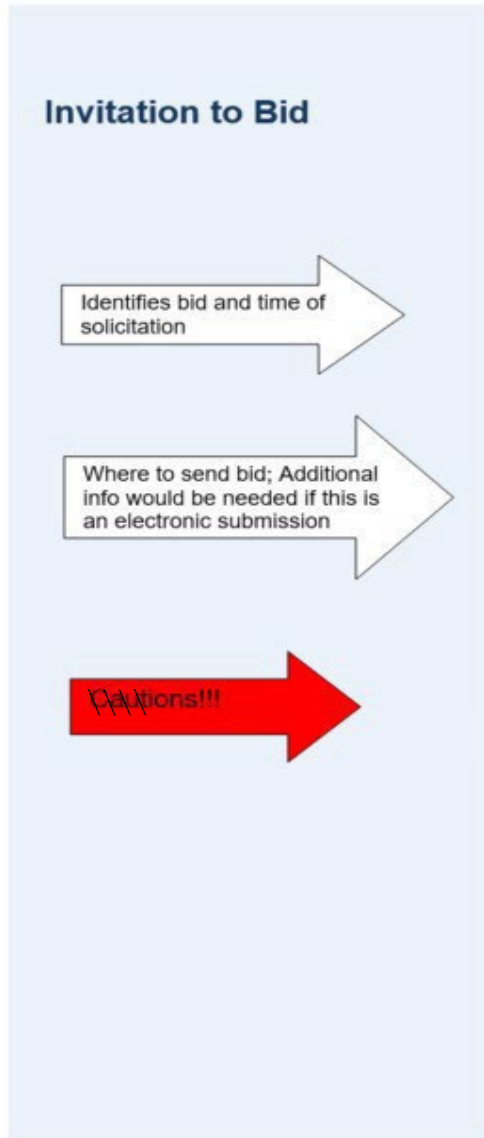 Invitation to Bid
Identifies bid and time of
solicitation
Where to send bid; Additional
info would be needed if this is
an electronic submission
Cautions!!!